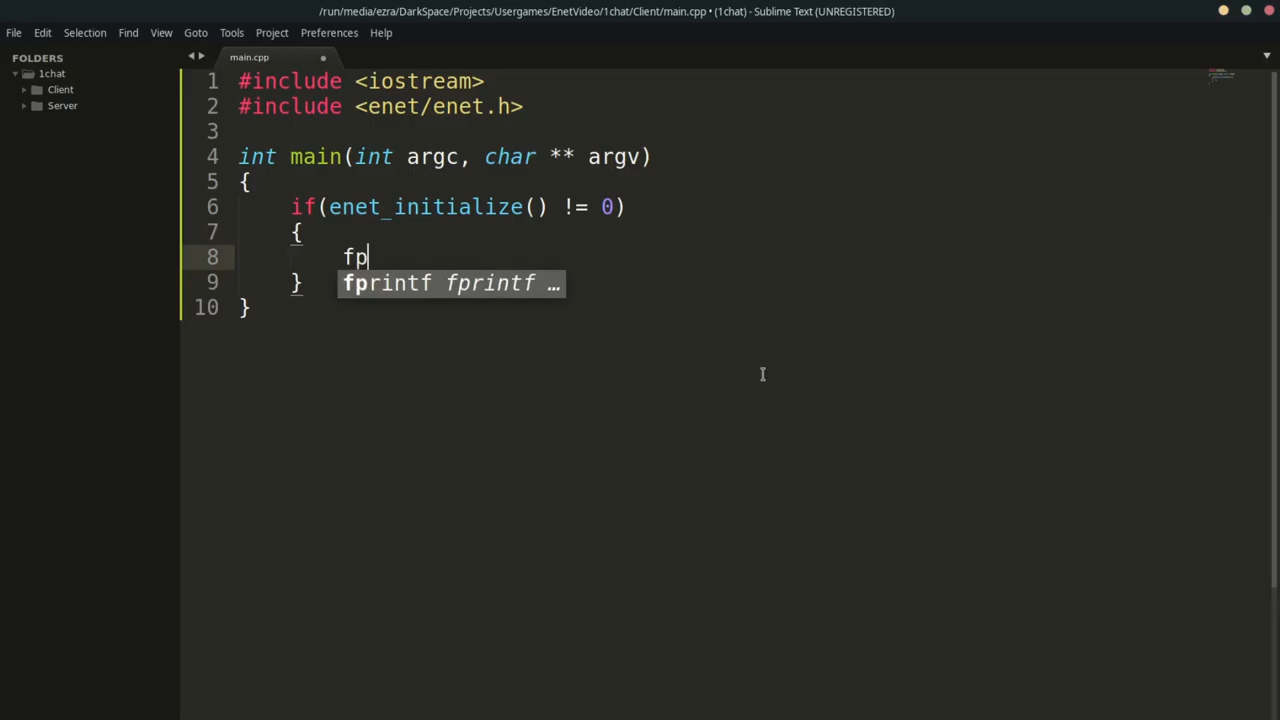 /run/media/ezra/DarkSpace/Projects/Usergames/EnetVideo/1chat/Client/main.cpp • (1chat) - Sublime Text (UNREGISTERED)
File Edit Selection Find View Goto Tools Project Preferences Help
FOLDERS
1chat
Client
Server
main.cpp
1 #include <iostream>
2 #include <enet/enet.h>
3
4 int main(int argc, char ** argv)
5 {
6 if(enet_initialize() != 0)
7 {
8 fp
fprintf fprintf …
9 }
10 }